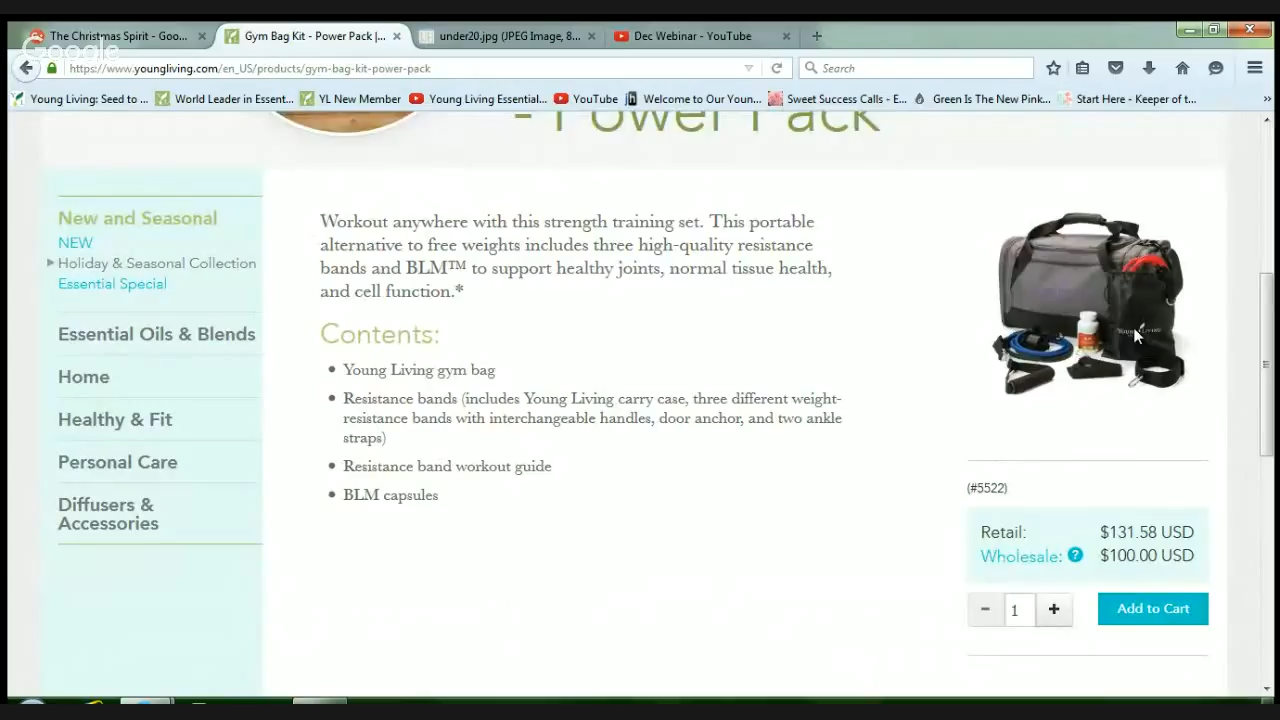 The Christmas Spirit - Goo...
Gym Bag Kit - Power Pack |...
under20.jpg (JPEG Image, 8...
Dec Webinar - YouTube
Google
https://www.youngliving.com/en_US/products/gym-bag-kit-power-pack
Search
Young Living: Seed to ...
World Leader in Essent...
YL New Member
Young Living Essential...
YouTube
Welcome to Our Youn...
Sweet Success Calls - E...
Green Is The New Pink...
Start Here - Keeper of t...
- Power Pack
New and Seasonal
NEW
Holiday & Seasonal Collection
Essential Special
Essential Oils & Blends
Home
Healthy & Fit
Personal Care
Diffusers &
Accessories
Workout anywhere with this strength training set. This portable
alternative to free weights includes three high-quality resistance
bands and BLM™ to support healthy joints, normal tissue health,
and cell function.*
Contents:
• Young Living gym bag
• Resistance bands (includes Young Living carry case, three different weight-
resistance bands with interchangeable handles, door anchor, and two ankle
straps)
• Resistance band workout guide
• BLM capsules
YOUNG LIVING
(#5522)
Retail: $131.58 USD
Wholesale: ? $100.00 USD
- 1 +
Add to Cart